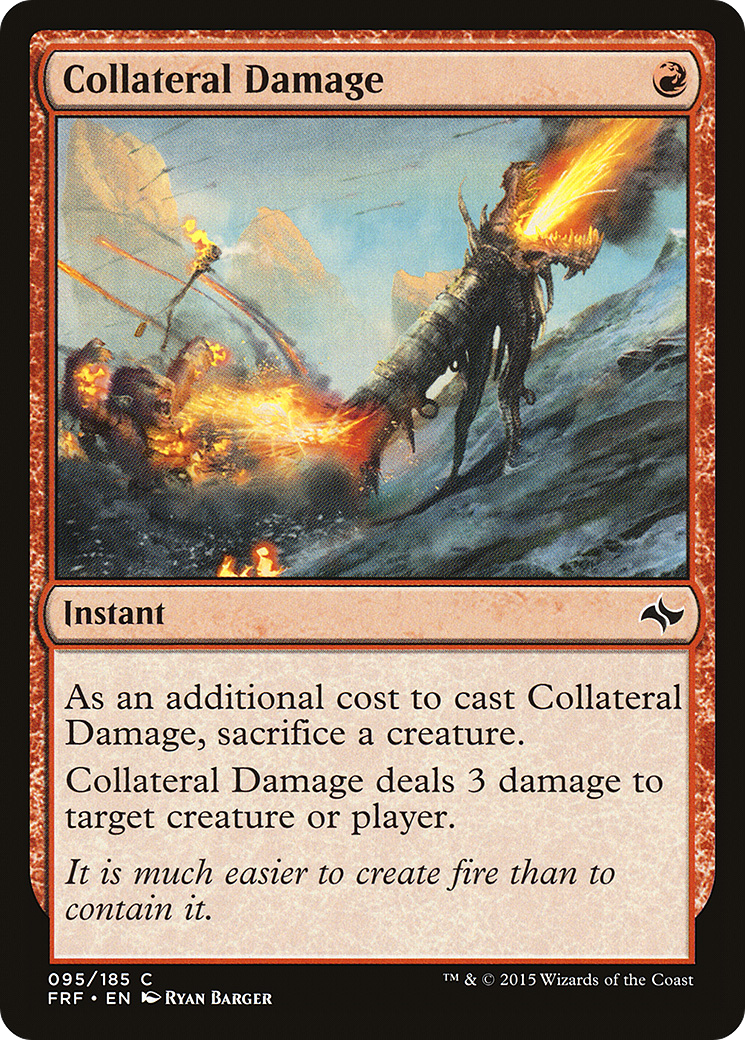 Collateral Damage
Instant
As an additional cost to cast Collateral
Damage, sacrifice a creature.
Collateral Damage deals 3 damage to
target creature or player.
It is much easier to create fire than to
contain it.
095/185 C
FRF • EN Ryan Barger
™ & © 2015 Wizards of the Coast